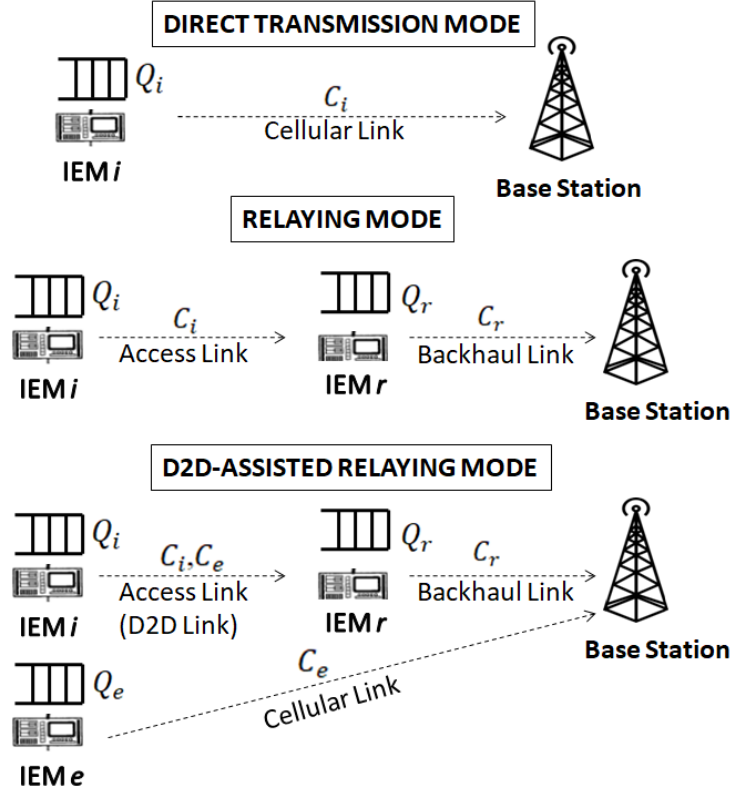 DIRECT TRANSMISSION MODE
Q_i
C_i
Cellular Link
IEM i
Base Station
RELAYING MODE
Q_i
Q_r
C_i
C_r
Access Link
Backhaul Link
IEM i
IEM r
Base Station
D2D-ASSISTED RELAYING MODE
Q_i
Q_r
C_i,C_e
C_r
Access Link
Backhaul Link
(D2D Link)
IEM i
IEM r
Base Station
Q_e
C_e
Cellular Link
IEM e